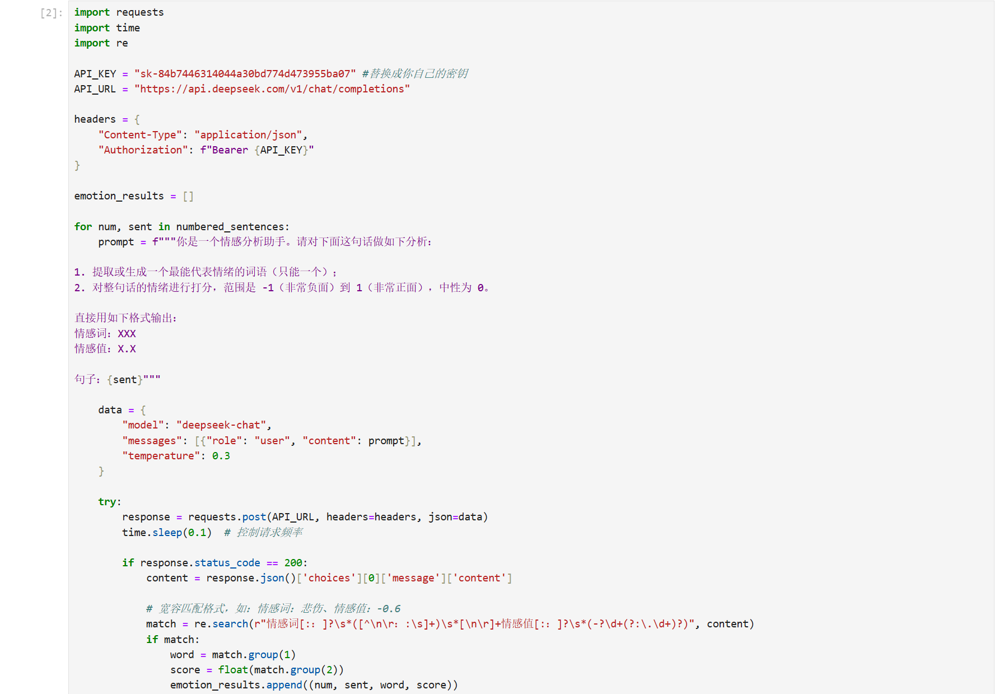 [2]:
import requests
import time
import re
API_KEY = "sk-84b7446314044a30bd774d473955ba07" #替换成你自己的密钥
API_URL = "https://api.deepseek.com/v1/chat/completions"
headers = {
    "Content-Type": "application/json",
    "Authorization": f"Bearer {API_KEY}"
}
emotion_results = []
for num, sent in numbered_sentences:
    prompt = f"""你是一个情感分析助手。请对下面这句话做如下分析：
1. 提取或生成一个最能代表情绪的词语（只能一个）；
2. 对整句话的情绪进行打分，范围是 -1（非常负面）到 1（非常正面），中性为 0。
直接用如下格式输出：
情感词：XXX
情感值：X.X
句子：{sent}"""
    data = {
        "model": "deepseek-chat",
        "messages": [{"role": "user", "content": prompt}],
        "temperature": 0.3
    }
    try:
        response = requests.post(API_URL, headers=headers, json=data)
        time.sleep(0.1)  # 控制请求频率
        if response.status_code == 200:
            content = response.json()['choices'][0]['message']['content']
            # 宽容匹配格式，如：情感词：悲伤、情感值：-0.6
            match = re.search(r"情感词[:：]?\s*([^\n\r：:\s]+)\s*[\n\r]+情感值[:：]?\s*(-?\d+(?:\.\d+)?)", content)
            if match:
                word = match.group(1)
                score = float(match.group(2))
                emotion_results.append((num, sent, word, score))